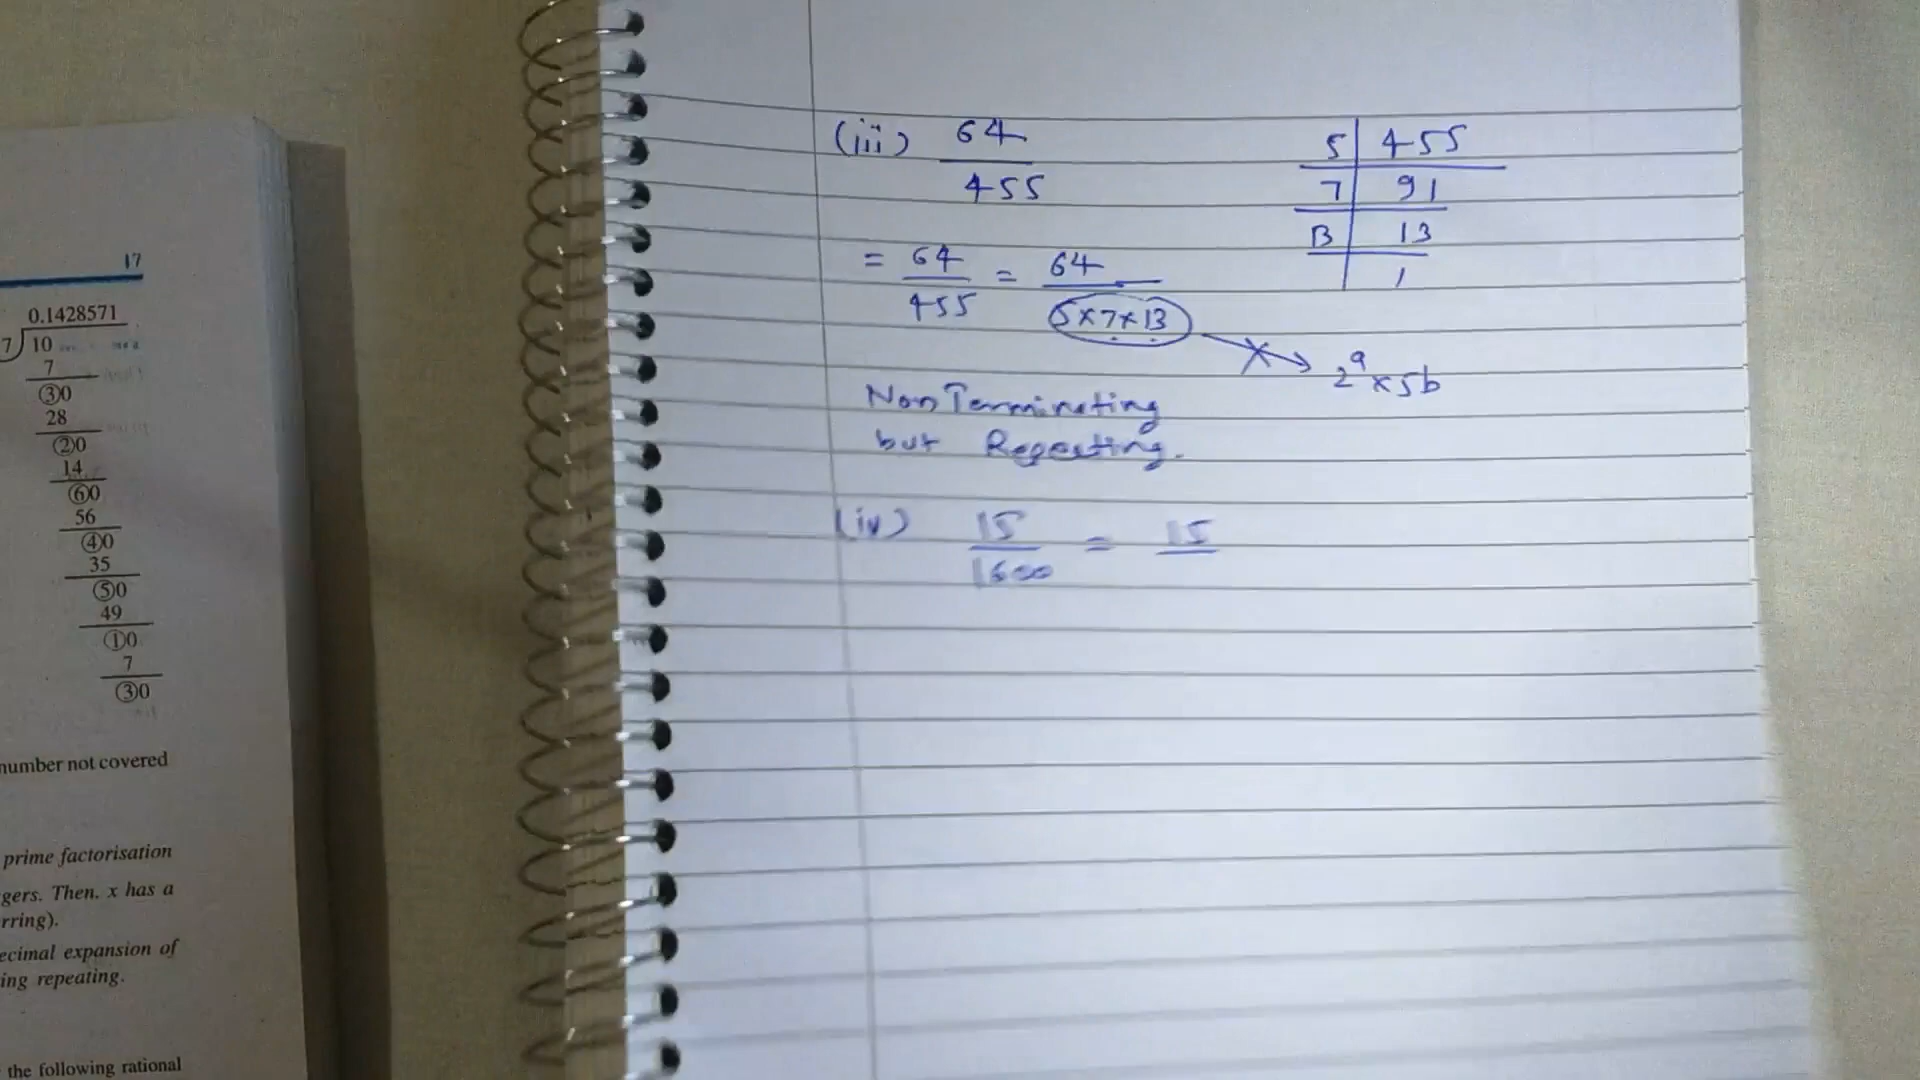 17
0.1428571
7 10
7
30
28
20
14
60
56
40
35
50
49
10
7
30
number not covered
prime factorisation
gers. Then, x has a
rring).
ecimal expansion of
ing repeating.
the following rational
(iii) 64
455
5 455
7 91
13 13
1
= 64 = 64
455 5×7×13
2^a × 5b
Non Terminating
but Repeating.
(iv) 15 = 15
1600